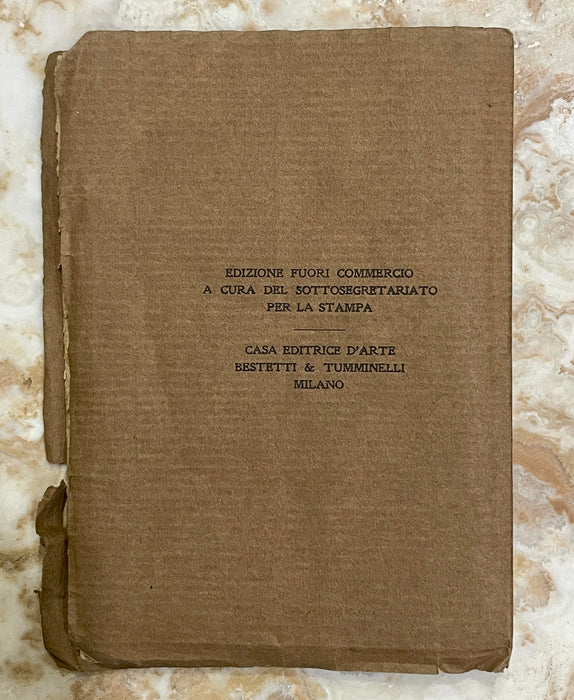 EDIZIONE FUORI COMMERCIO
A CURA DEL SOTTOSEGRETARIATO
PER LA STAMPA
CASA EDITRICE D'ARTE
BESTETTI & TUMMINELLI
MILANO